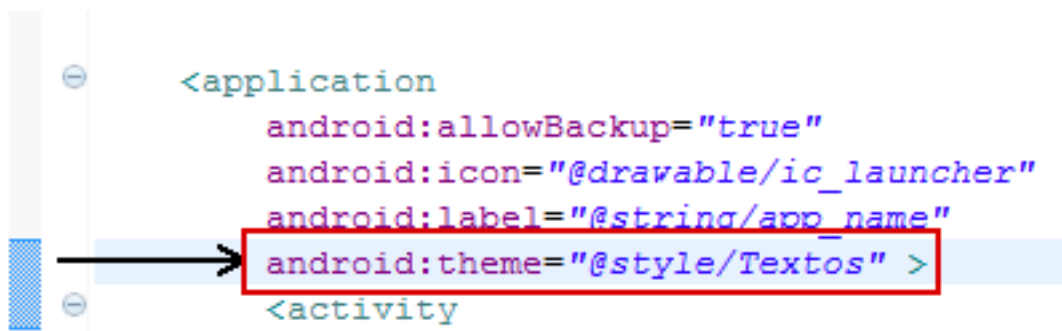 <application
android:allowBackup="true"
android:icon="@drawable/ic_launcher"
android:label="@string/app_name"
android:theme="@style/Textos" >
<activity